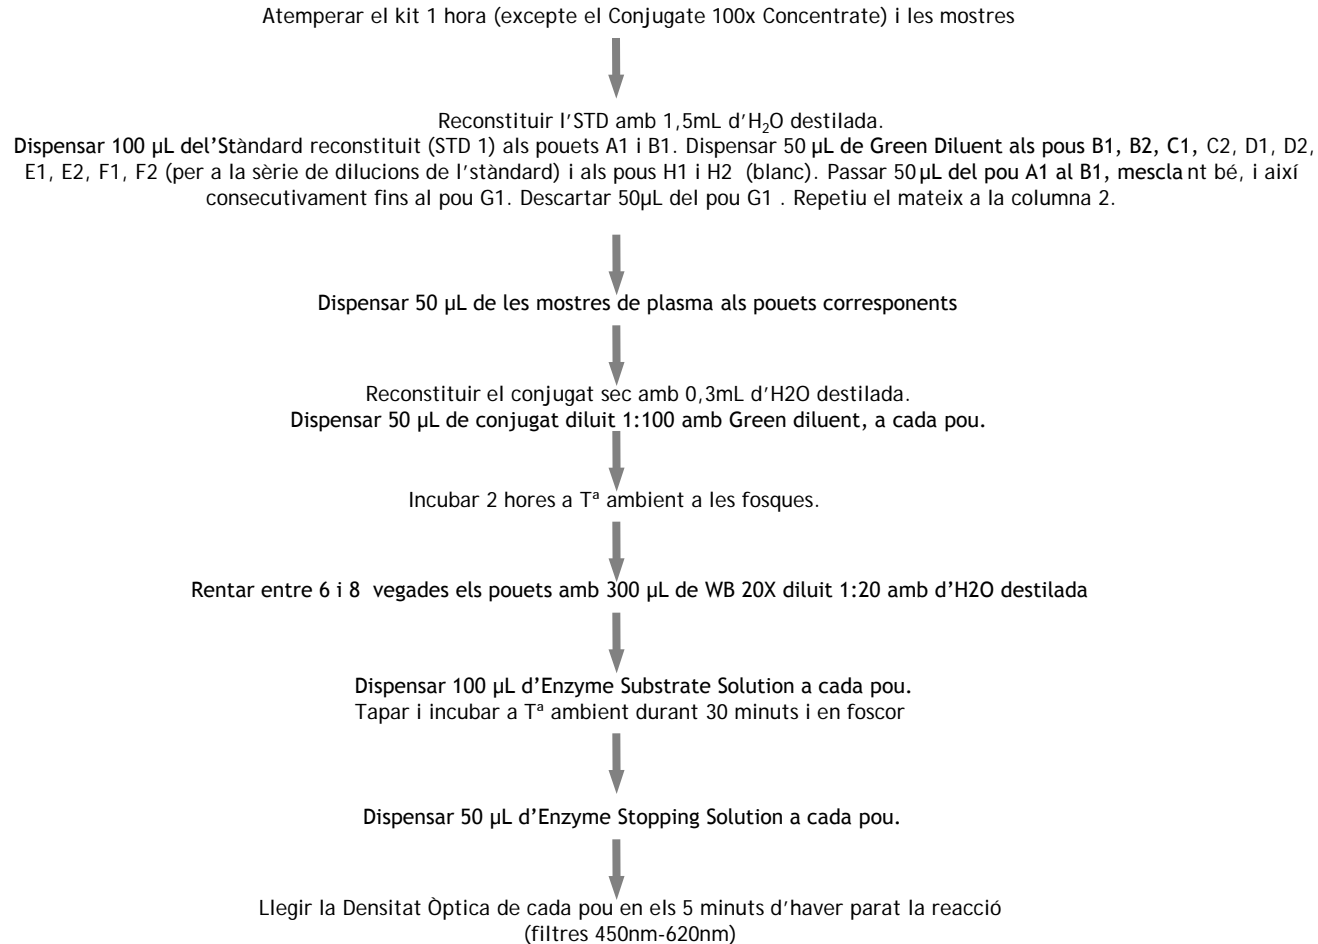 Atemperar el kit 1 hora (excepte el Conjugate 100x Concentrate) i les mostres
Reconstituir l'STD amb 1,5mL d'H₂O destilada.
Dispensar 100 µL del'Stàndard reconstituit (STD 1) als pouets A1 i B1. Dispensar 50 µL de Green Diluent als pous B1, B2, C1, C2, D1, D2,
E1, E2, F1, F2 (per a la sèrie de dilucions de l'stàndard) i als pous H1 i H2 (blanc). Passar 50 µL del pou A1 al B1, mescla nt bé, i així
consecutivament fins al pou G1. Descartar 50µL del pou G1 . Repetiu el mateix a la columna 2.
Dispensar 50 µL de les mostres de plasma als pouets corresponents
Reconstituir el conjugat sec amb 0,3mL d'H2O destilada.
Dispensar 50 µL de conjugat diluit 1:100 amb Green diluent, a cada pou.
Incubar 2 hores a Tª ambient a les fosques.
Rentar entre 6 i 8 vegades els pouets amb 300 µL de WB 20X diluit 1:20 amb d'H2O destilada
Dispensar 100 µL d'Enzyme Substrate Solution a cada pou.
Tapar i incubar a Tª ambient durant 30 minuts i en foscor
Dispensar 50 µL d'Enzyme Stopping Solution a cada pou.
Llegir la Densitat Òptica de cada pou en els 5 minuts d'haver parat la reacció
(filtres 450nm-620nm)